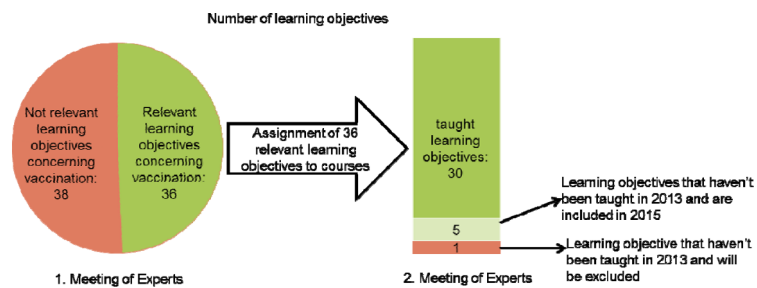 Number of learning objectives
Not relevant
learning
objectives
concerning
vaccination:
38
Relevant
learning
objectives
concerning
vaccination:
36
1. Meeting of Experts
Assignment of 36
relevant learning
objectives to courses
taught
learning
objectives:
30
5
1
2. Meeting of Experts
Learning objectives that haven't
been taught in 2013 and are
included in 2015
Learning objective that haven't
been taught in 2013 and will
be excluded